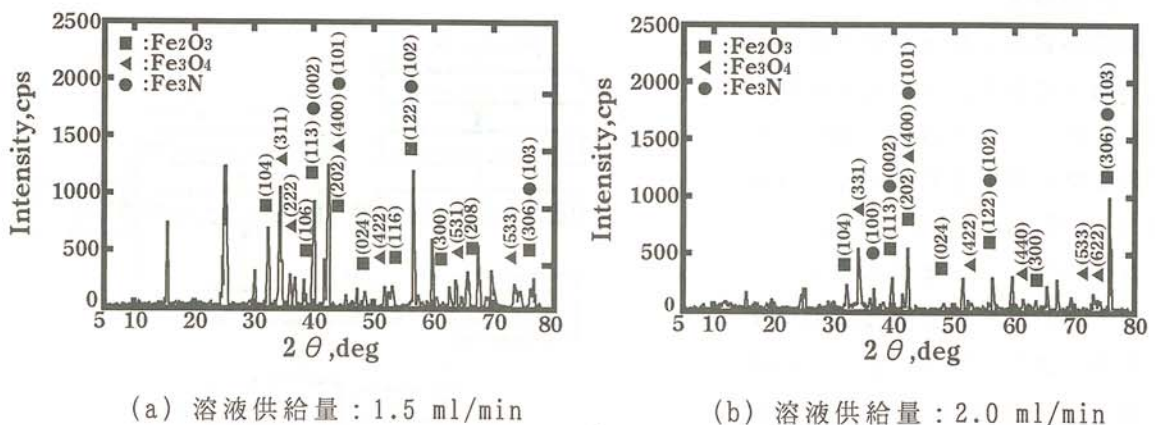 2500
2000
1500
1000
500
0
Intensity,cps
■:Fe2O3
▲:Fe3O4
●:Fe3N
■(104)
▲(311)
▲(222)
■(106)
■(113) ●(002)
■(202) ▲(400) ●(101)
■(024)
▲(422)
■(116)
■(122) ●(102)
■(300)
▲(531)
■(208)
▲(533)
■(306) ●(103)
5 10 20 30 40 50 60 70 80
2 θ,deg
(a) 溶液供給量:1.5 ml/min
2500
2000
1500
1000
500
0
Intensity,cps
■:Fe2O3
▲:Fe3O4
●:Fe3N
■(104)
▲(331)
●(100)
■(113) ●(002)
■(202) ▲(400) ●(101)
■(024)
▲(422)
■(122) ●(102)
▲(440)
■(300)
▲(533)
▲(622)
■(306) ●(103)
5 10 20 30 40 50 60 70 80
2 θ,deg
(b) 溶液供給量:2.0 ml/min